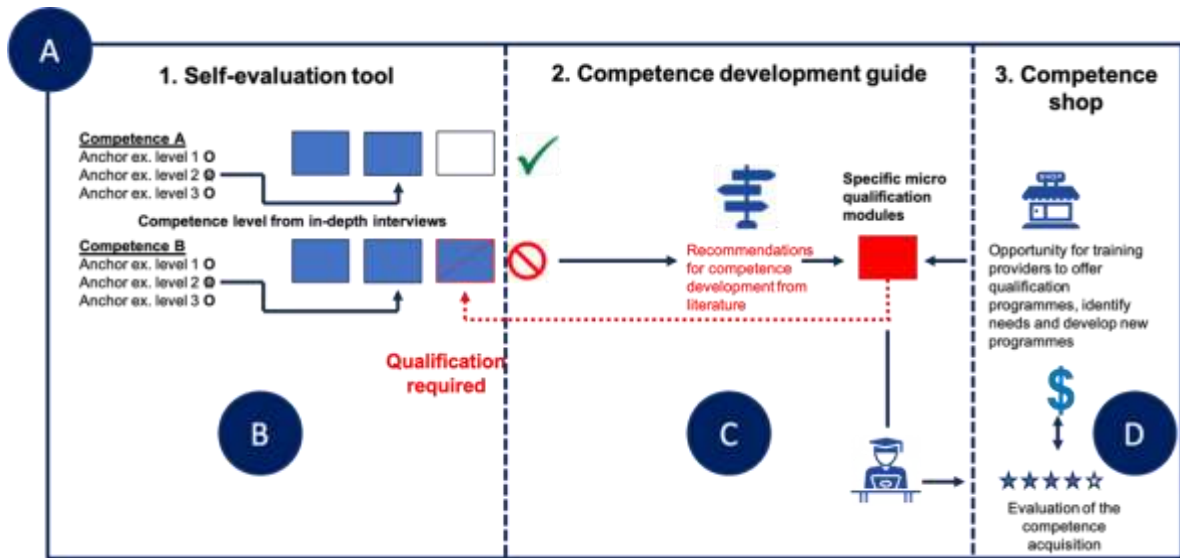 A
1. Self-evaluation tool
Competence A
Anchor ex. level 1 O
Anchor ex. level 2 O
Anchor ex. level 3 O
Competence level from in-depth interviews
Competence B
Anchor ex. level 1 O
Anchor ex. level 2 O
Anchor ex. level 3 O
Qualification
required
B
2. Competence development guide
Recommendations
for competence
development from
literature
Specific micro
qualification
modules
C
3. Competence
shop
SHOP
Opportunity for training
providers to offer
qualification
programmes, identify
needs and develop new
programmes
$
D
Evaluation of the
competence
acquisition